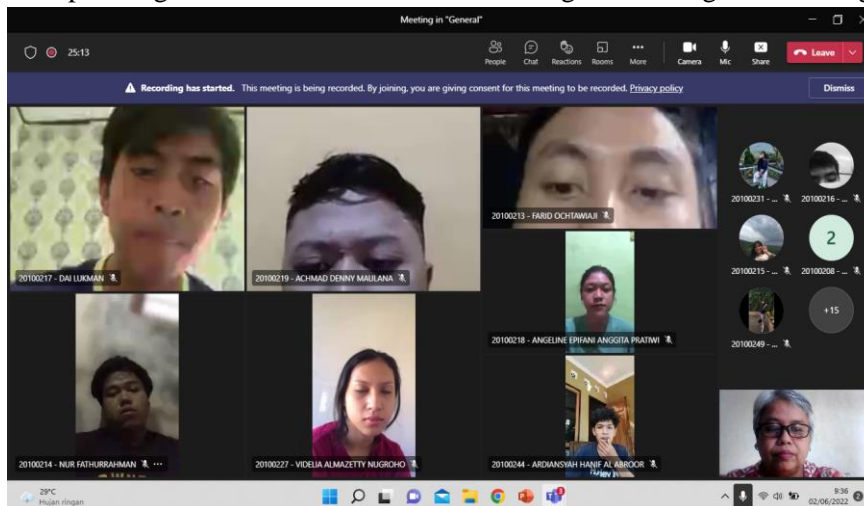 Meeting in "General"
25:13
People
Chat
Reactions
Rooms
More
Camera
Mic
Share
Leave
Recording has started. This meeting is being recorded. By joining, you are giving consent for this meeting to be recorded. Privacy policy
Dismiss
20100217 - DAI LUKMAN
20100219 - ACHMAD DENNY MAULANA
20100213 - FARID OCHTAWIAJI
20100218 - ANGELINE EPIFANI ANGGITA PRATIWI
20100214 - NUR FATHURRAHMAN
20100227 - VIDELIA ALMAZETTY NUGROHO
20100244 - ARDIANSYAH HANIF AL ABROOR
20100231 - ...
20100216 - ...
2
20100215 - ...
20100208 - ...
+15
20100249 - ...
29°C
Hujan ringan
9:36
02/06/2022
2